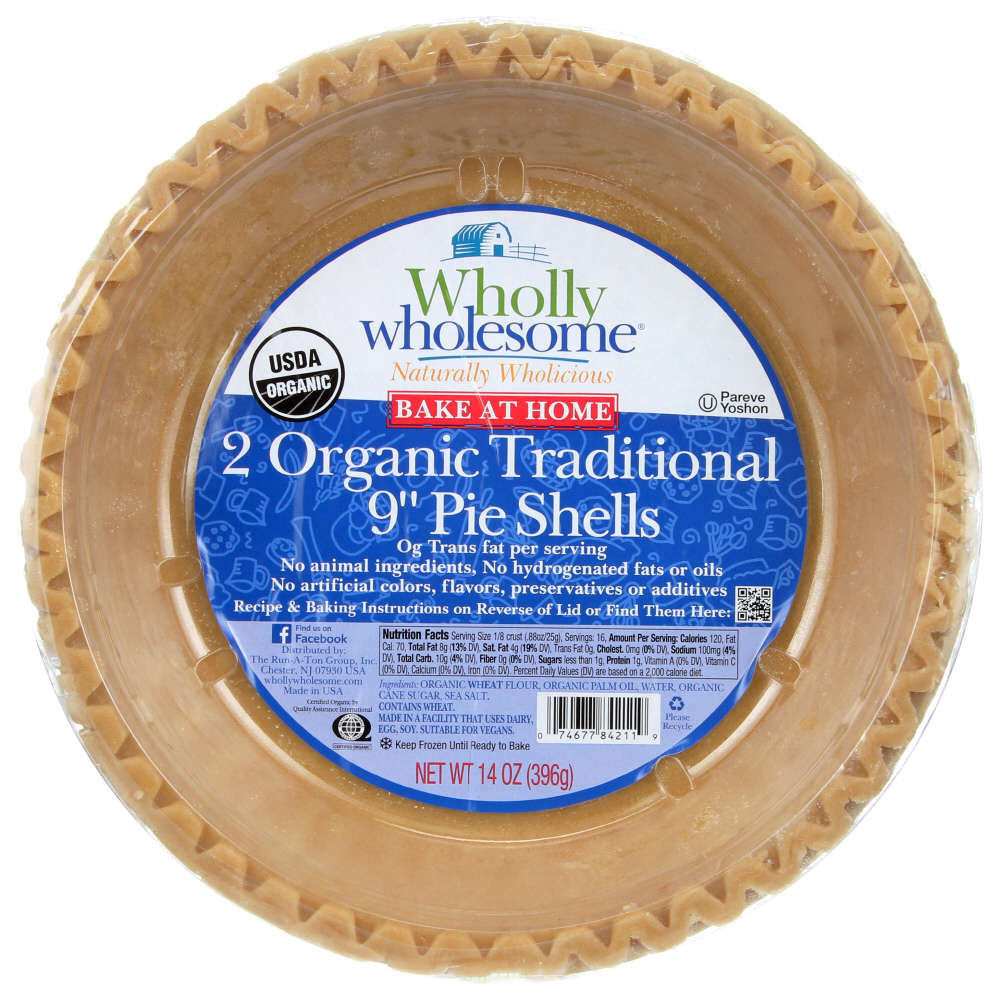 Wholly
wholesome®
Naturally Wholicious
USDA
ORGANIC
BAKE AT HOME
U Pareve
Yoshon
2 Organic Traditional
9" Pie Shells
0g Trans fat per serving
No animal ingredients, No hydrogenated fats or oils
No artificial colors, flavors, preservatives or additives
Recipe & Baking Instructions on Reverse of Lid or Find Them Here:
f Find us on
Facebook
Distributed by:
The Run-A-Ton Group, Inc.
Chester, NJ 07930 USA
whollywholesome.com
Made in USA
Certified Organic by
Quality Assurance International
CERTIFIED ORGANIC
Nutrition Facts Serving Size 1/8 crust (.88oz/25g), Servings: 16, Amount Per Serving: Calories 120, Fat
Cal. 70, Total Fat 8g (13% DV), Sat. Fat 4g (19% DV), Trans Fat 0g, Cholest. 0mg (0% DV), Sodium 100mg (4%
DV), Total Carb. 10g (4% DV), Fiber 0g (0% DV), Sugars less than 1g, Protein 1g, Vitamin A (0% DV), Vitamin C
(0% DV), Calcium (0% DV), Iron (0% DV). Percent Daily Values (DV) are based on a 2,000 calorie diet.
Ingredients: ORGANIC WHEAT FLOUR, ORGANIC PALM OIL, WATER, ORGANIC
CANE SUGAR, SEA SALT.
CONTAINS WHEAT.
MADE IN A FACILITY THAT USES DAIRY,
EGG, SOY. SUITABLE FOR VEGANS.
Keep Frozen Until Ready to Bake
0 74677 84211 9
Please
Recycle
NET WT 14 OZ (396g)